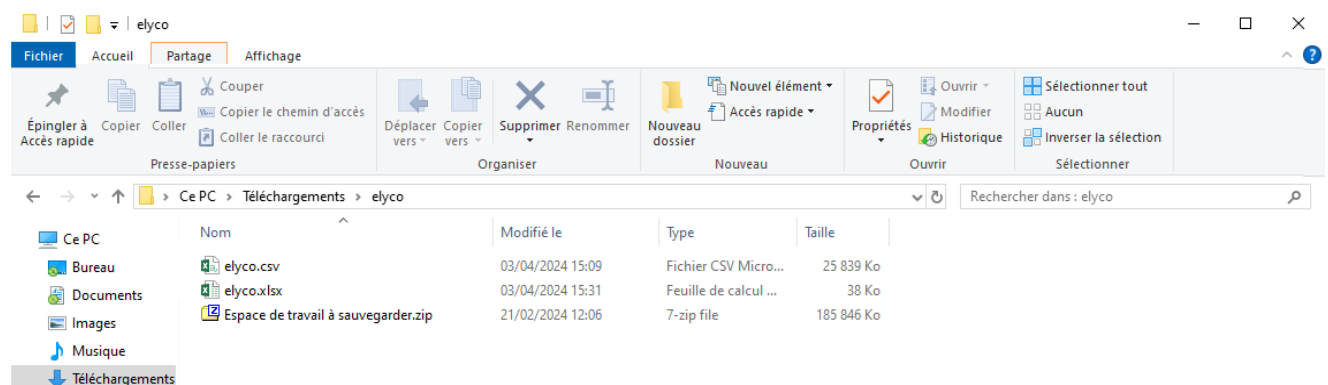 elyco
Fichier Accueil Partage Affichage
Épingler à Accès rapide
Copier
Coller
Couper
Copier le chemin d'accès
Coller le raccourci
Presse-papiers
Déplacer vers
Copier vers
Supprimer
Renommer
Organiser
Nouveau dossier
Nouvel élément
Accès rapide
Nouveau
Propriétés
Ouvrir
Modifier
Historique
Ouvrir
Sélectionner tout
Aucun
Inverser la sélection
Sélectionner
Ce PC > Téléchargements > elyco
Rechercher dans : elyco
Ce PC
Bureau
Documents
Images
Musique
Téléchargements
Nom Modifié le Type Taille
elyco.csv 03/04/2024 15:09 Fichier CSV Micro... 25 839 Ko
elyco.xlsx 03/04/2024 15:31 Feuille de calcul ... 38 Ko
Espace de travail à sauvegarder.zip 21/02/2024 12:06 7-zip file 185 846 Ko